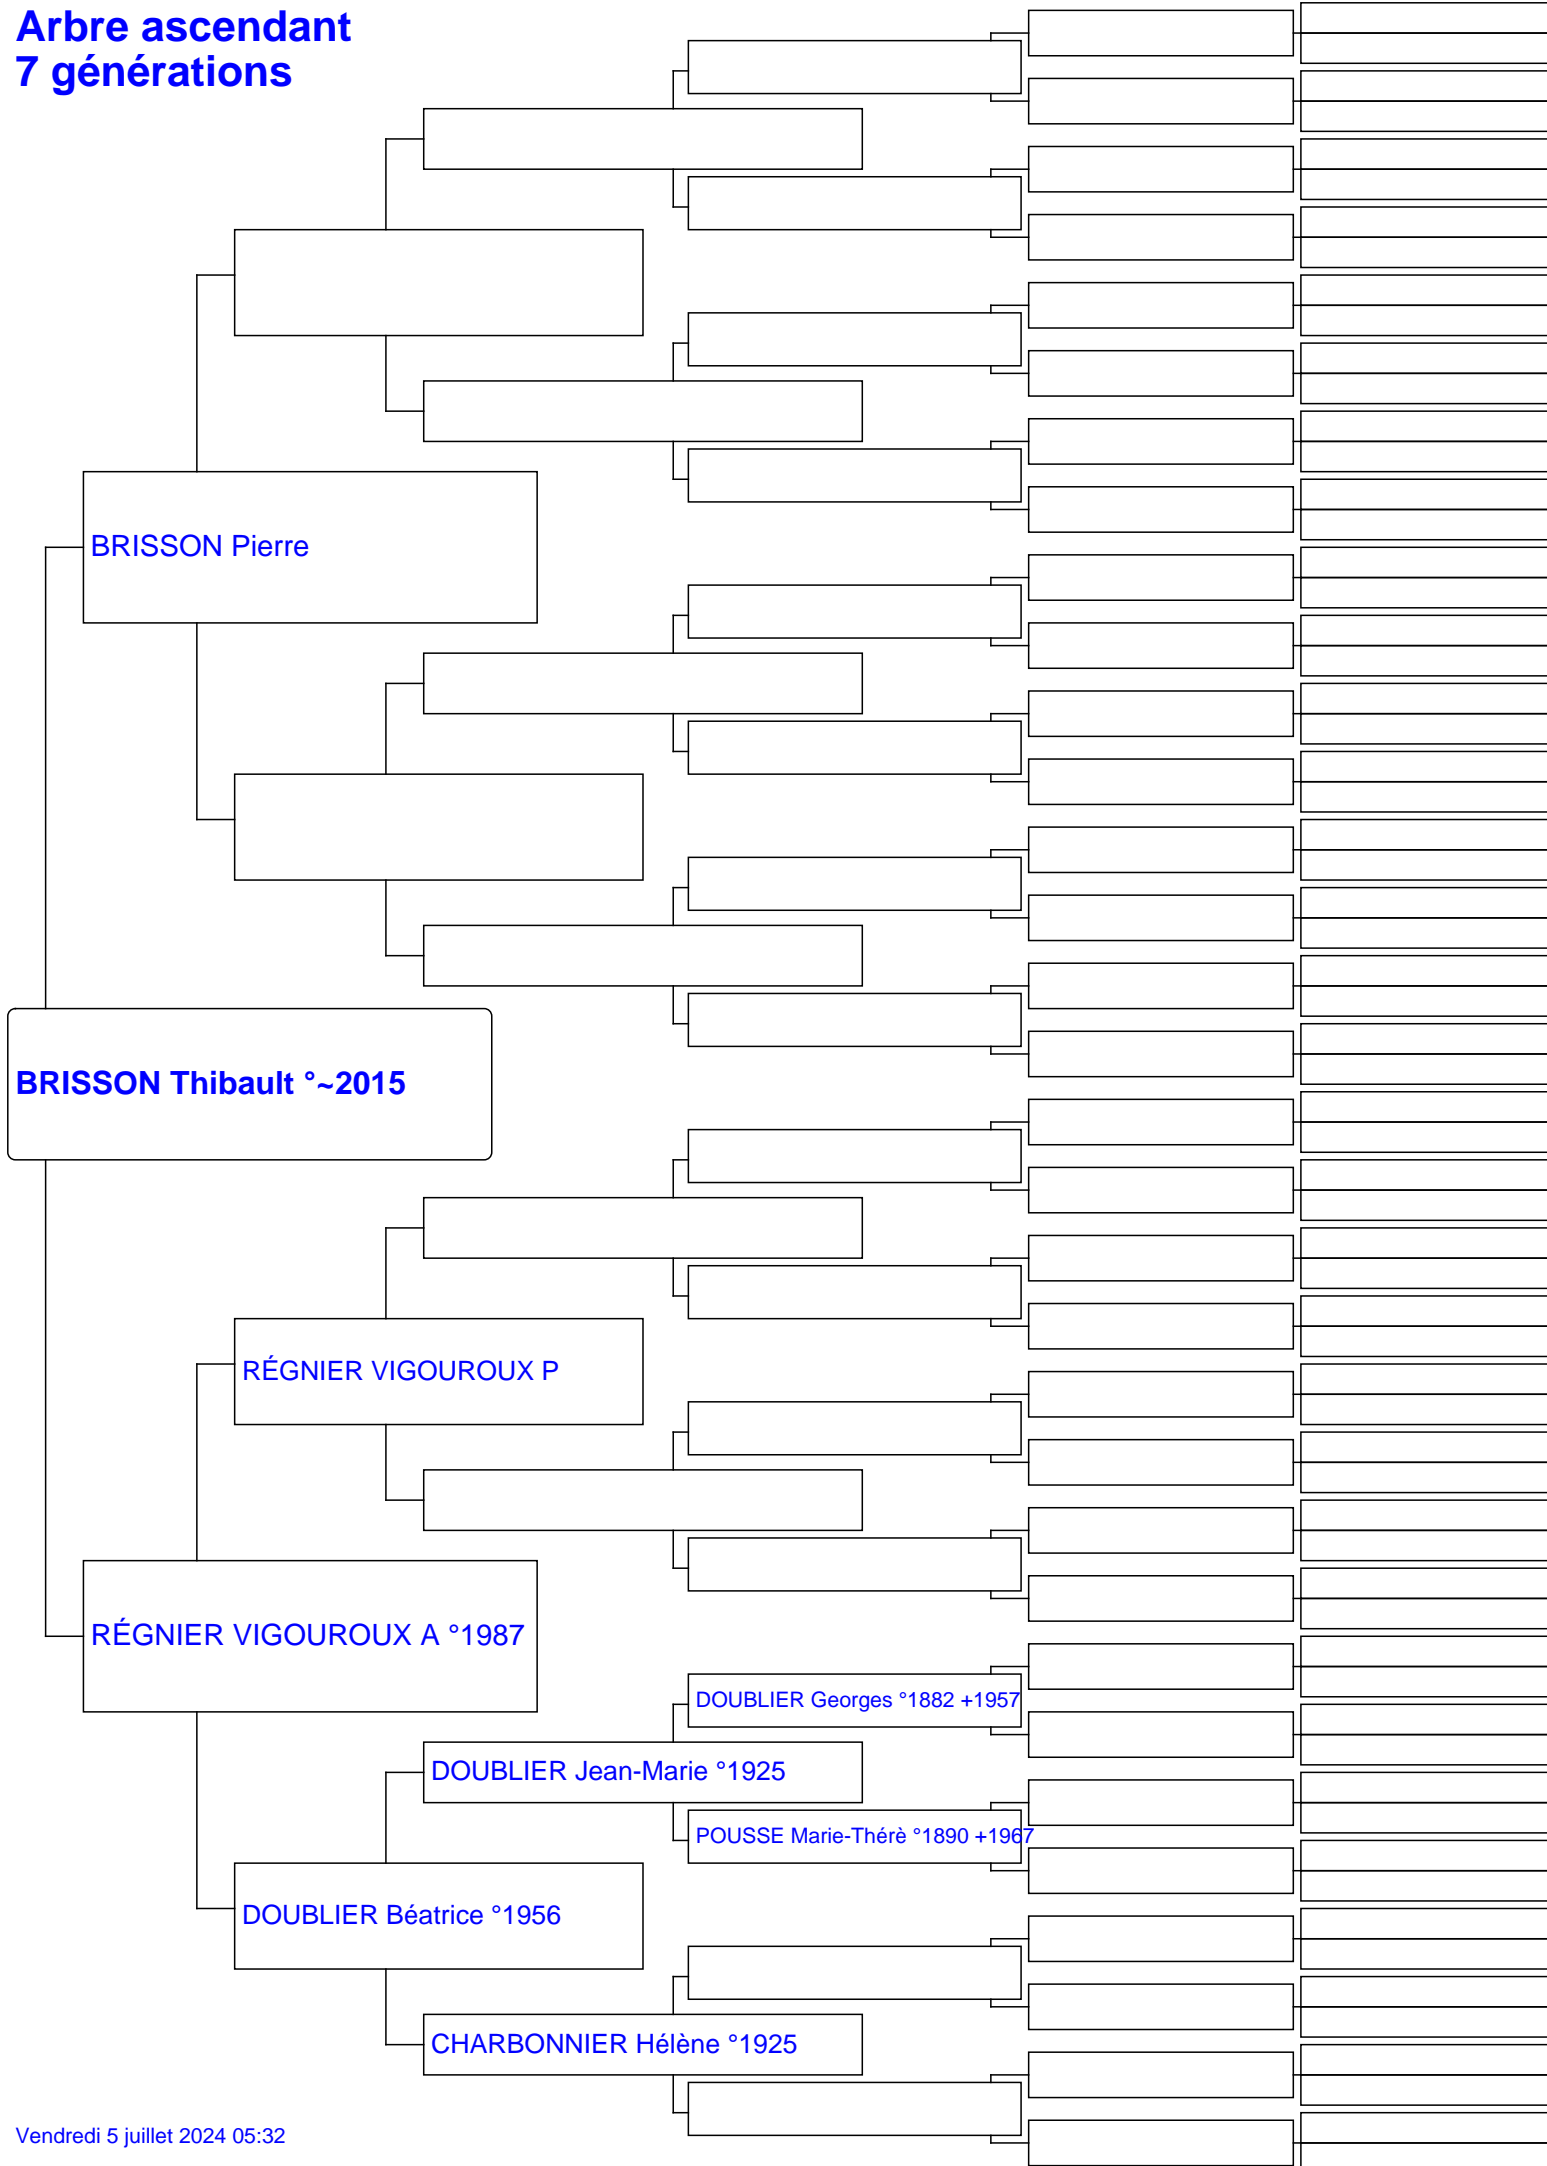 Arbre ascendant
7 générations
BRISSON Pierre
BRISSON Thibault °~2015
RÉGNIER VIGOUROUX P
RÉGNIER VIGOUROUX A °1987
DOUBLIER Georges °1882 +1957
DOUBLIER Jean-Marie °1925
POUSSE Marie-Thérè °1890 +1967
DOUBLIER Béatrice °1956
CHARBONNIER Hélène °1925
Vendredi 5 juillet 2024 05:32